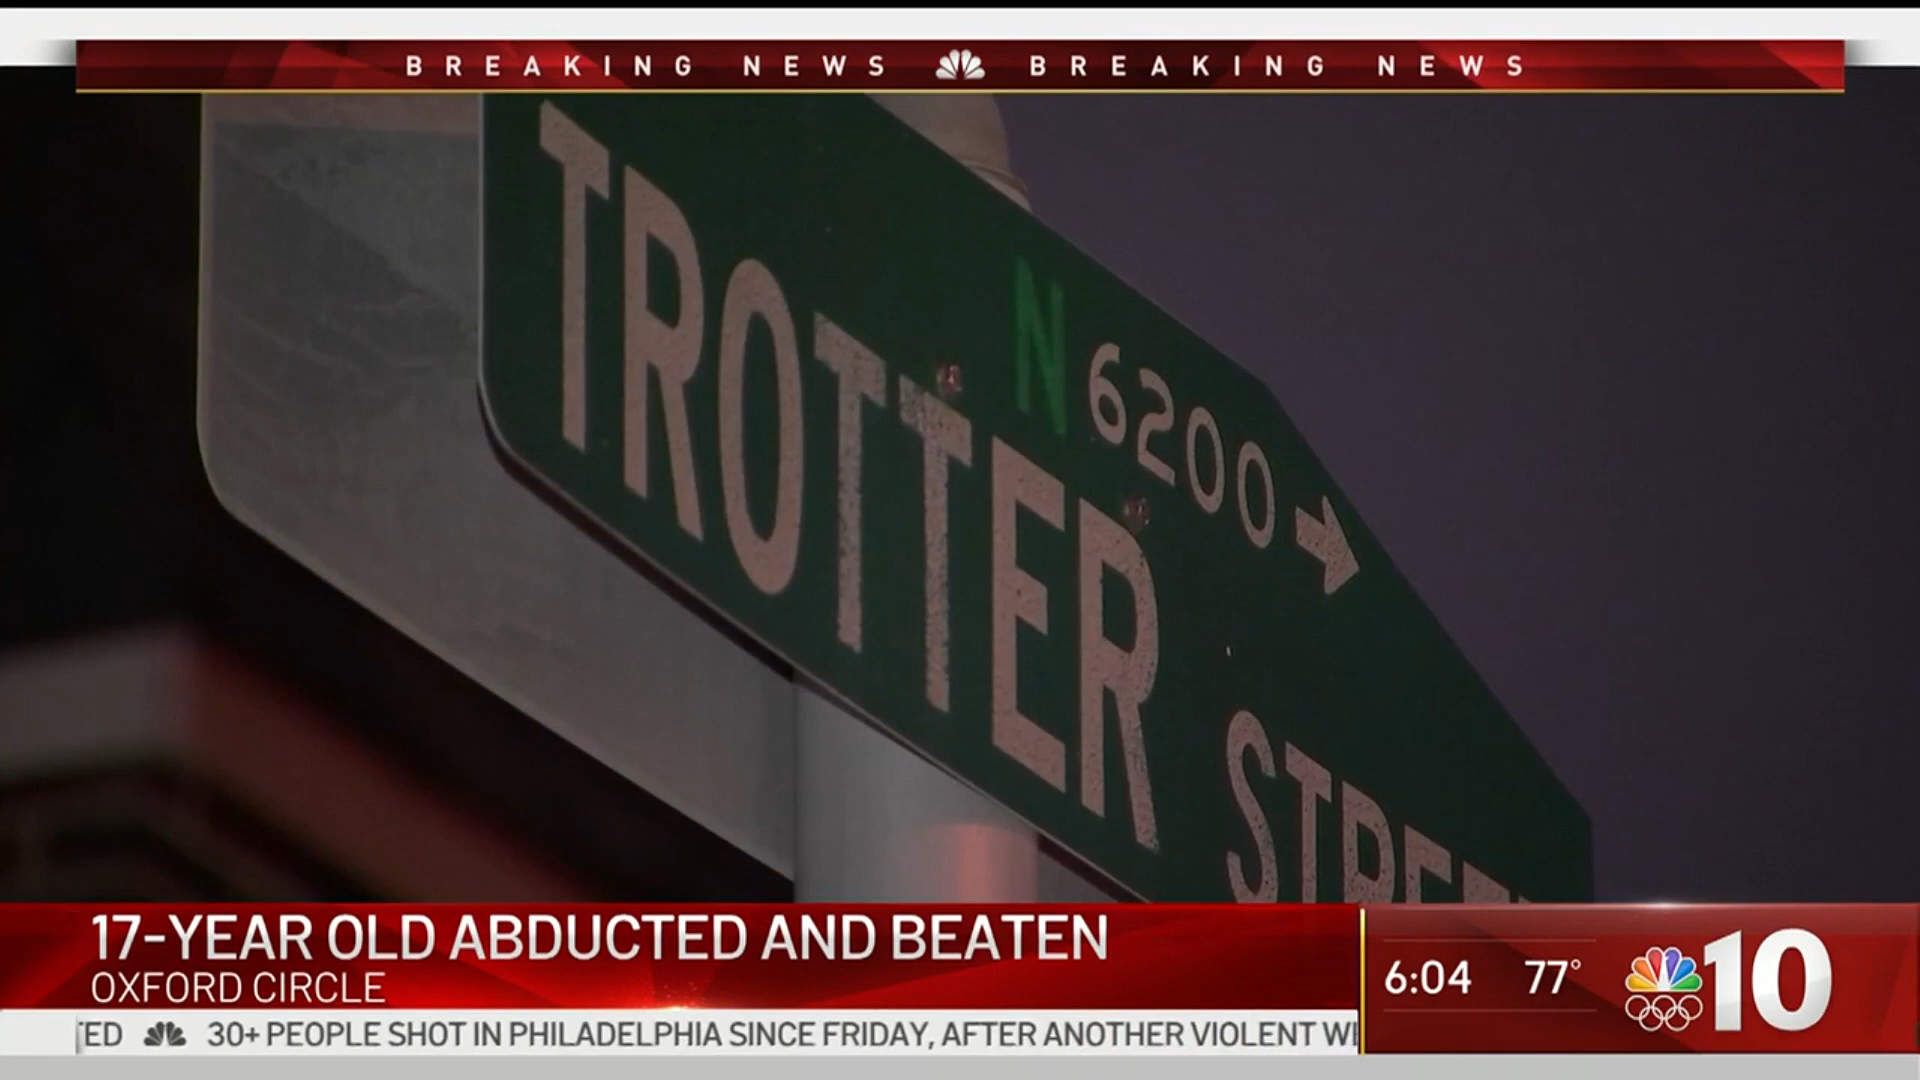 BREAKING NEWS BREAKING NEWS
N 6200 →
TROTTER STREET
17-YEAR OLD ABDUCTED AND BEATEN
OXFORD CIRCLE
6:04 77°
10
30+ PEOPLE SHOT IN PHILADELPHIA SINCE FRIDAY, AFTER ANOTHER VIOLENT